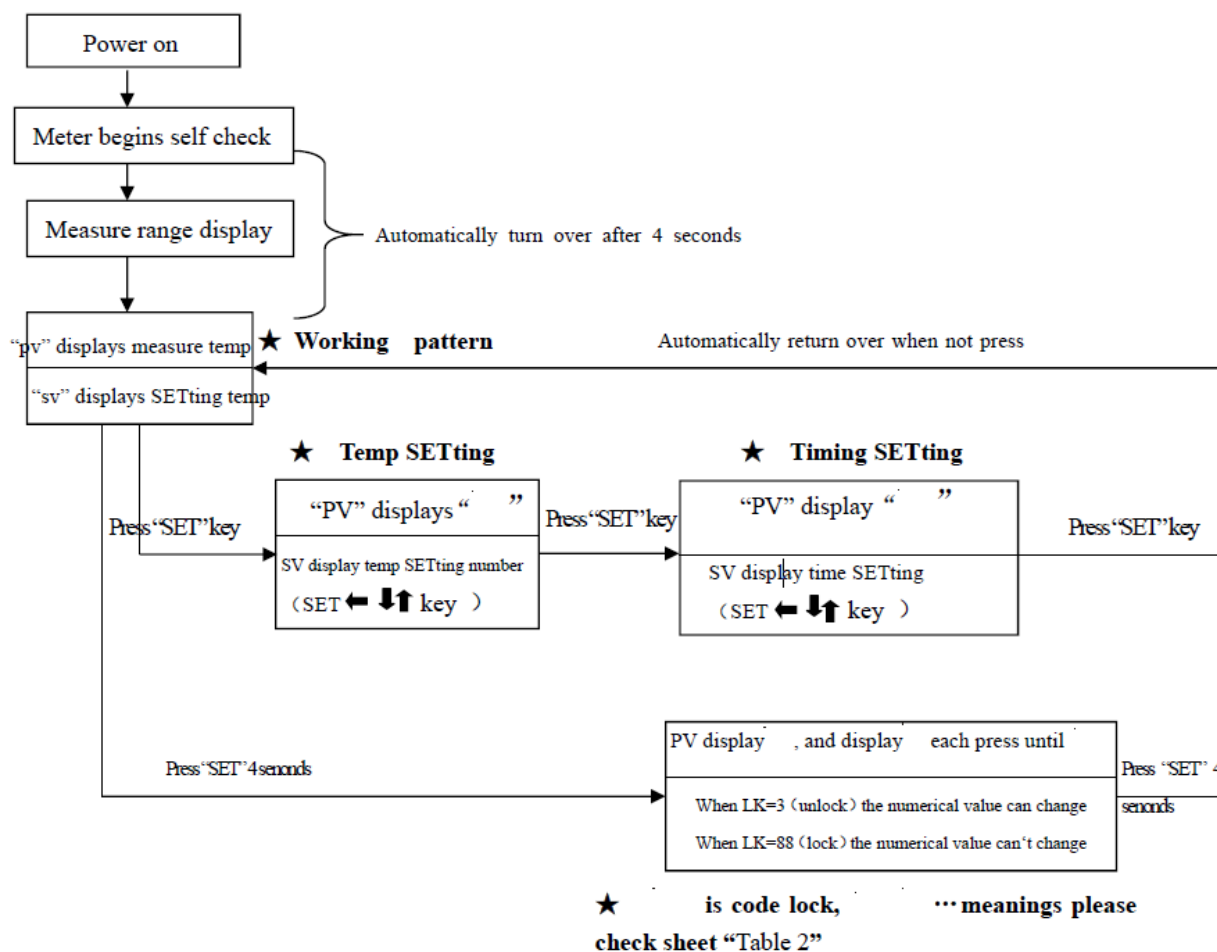 Power on
Meter begins self check
Measure range display
Automatically turn over after 4 seconds
“pv” displays measure temp
“sv” displays SETting temp
★ Working pattern
Automatically return over when not press
★ Temp SETting
★ Timing SETting
Press “SET” key
“PV” displays “ ”
SV display temp SETting number
（SET ⬅ ⬇⬆ key ）
Press “SET” key
“PV” display “ ”
SV display time SETting
（SET ⬅ ⬇⬆ key ）
Press “SET” key
Press “SET” 4 senonds
PV display , and display each press until
When LK=3（unlock）the numerical value can change
When LK=88（lock）the numerical value can‘t change
Press “SET” 4
senonds
★ is code lock, …meanings please
check sheet “Table 2”